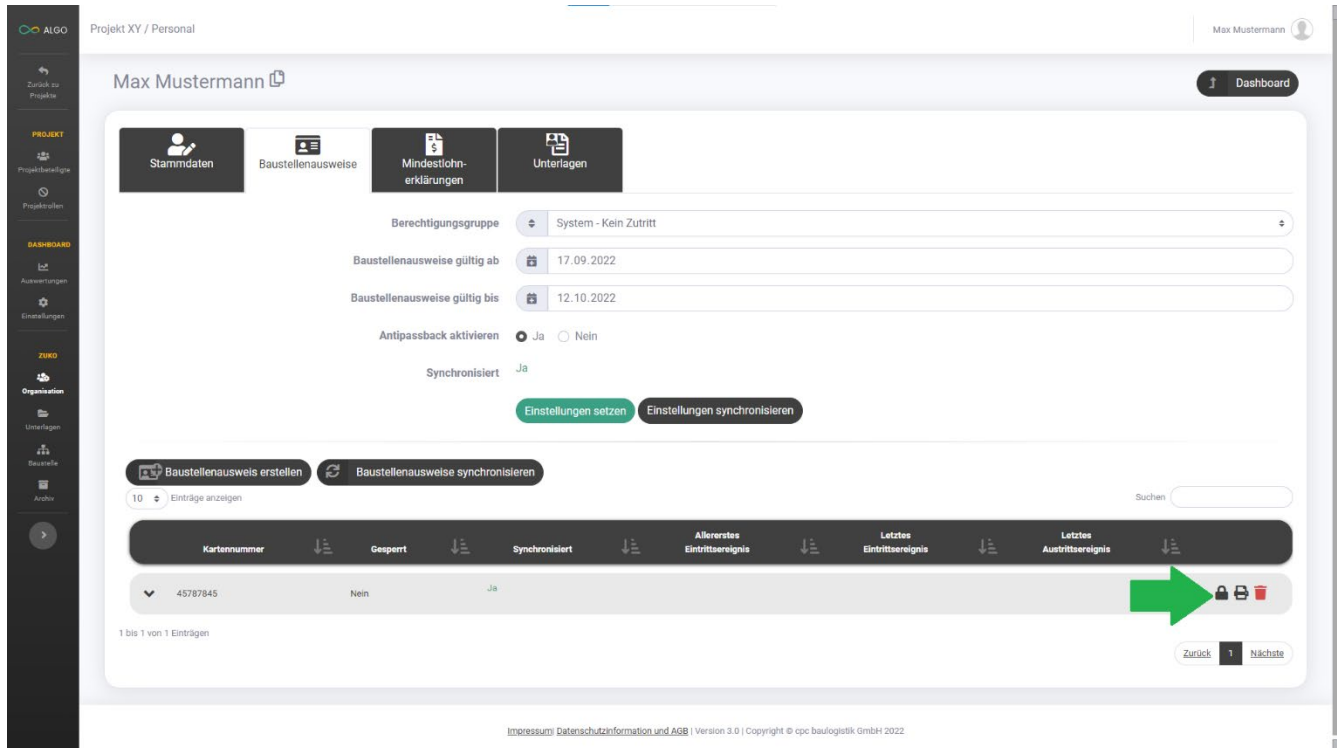 ALGO
Projekt XY / Personal
Max Mustermann
Zurück zu
Projekte
Max Mustermann
Dashboard
PROJEKT
Projektbeteiligte
Projektrollen
DASHBOARD
Auswertungen
Einstellungen
ZUKO
Organisation
Unterlagen
Baustelle
Archiv
Stammdaten
Baustellenausweise
Mindestlohn-
erklärungen
Unterlagen
Berechtigungsgruppe System - Kein Zutritt
Baustellenausweise gültig ab 17.09.2022
Baustellenausweise gültig bis 12.10.2022
Antipassback aktivieren Ja Nein
Synchronisiert Ja
Einstellungen setzen Einstellungen synchronisieren
Baustellenausweis erstellen Baustellenausweise synchronisieren
10 Einträge anzeigen
Suchen
Kartennummer
Gesperrt
Synchronisiert
Allererstes
Eintrittsereignis
Letztes
Eintrittsereignis
Letztes
Austrittsereignis
45787845 Nein Ja
1 bis 1 von 1 Einträgen
Zurück 1 Nächste
Impressum| Datenschutzinformation und AGB | Version 3.0 | Copyright © cpc baulogistik GmbH 2022